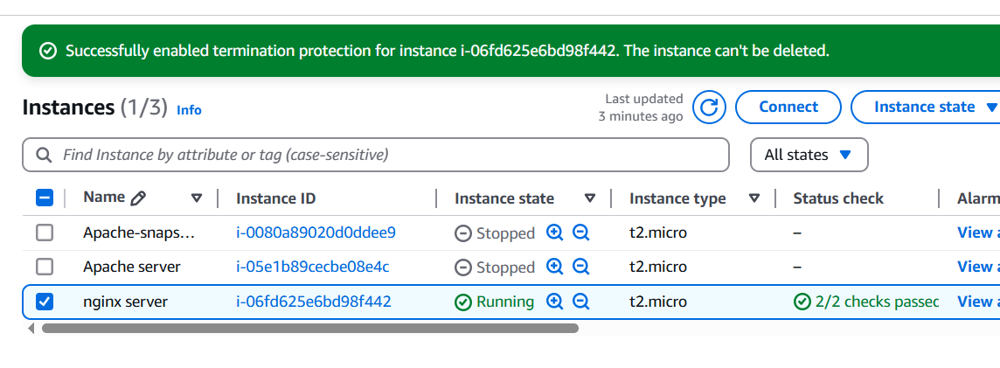 Successfully enabled termination protection for instance i-06fd625e6bd98f442. The instance can't be deleted.
Instances (1/3) Info
Last updated
3 minutes ago
Connect
Instance state
Find Instance by attribute or tag (case-sensitive)
All states
Name Instance ID Instance state Instance type Status check Alarm
Apache-snaps… i-0080a89020d0ddee9 Stopped t2.micro – View a
Apache server i-05e1b89cecbe08e4c Stopped t2.micro – View a
nginx server i-06fd625e6bd98f442 Running t2.micro 2/2 checks passed View a